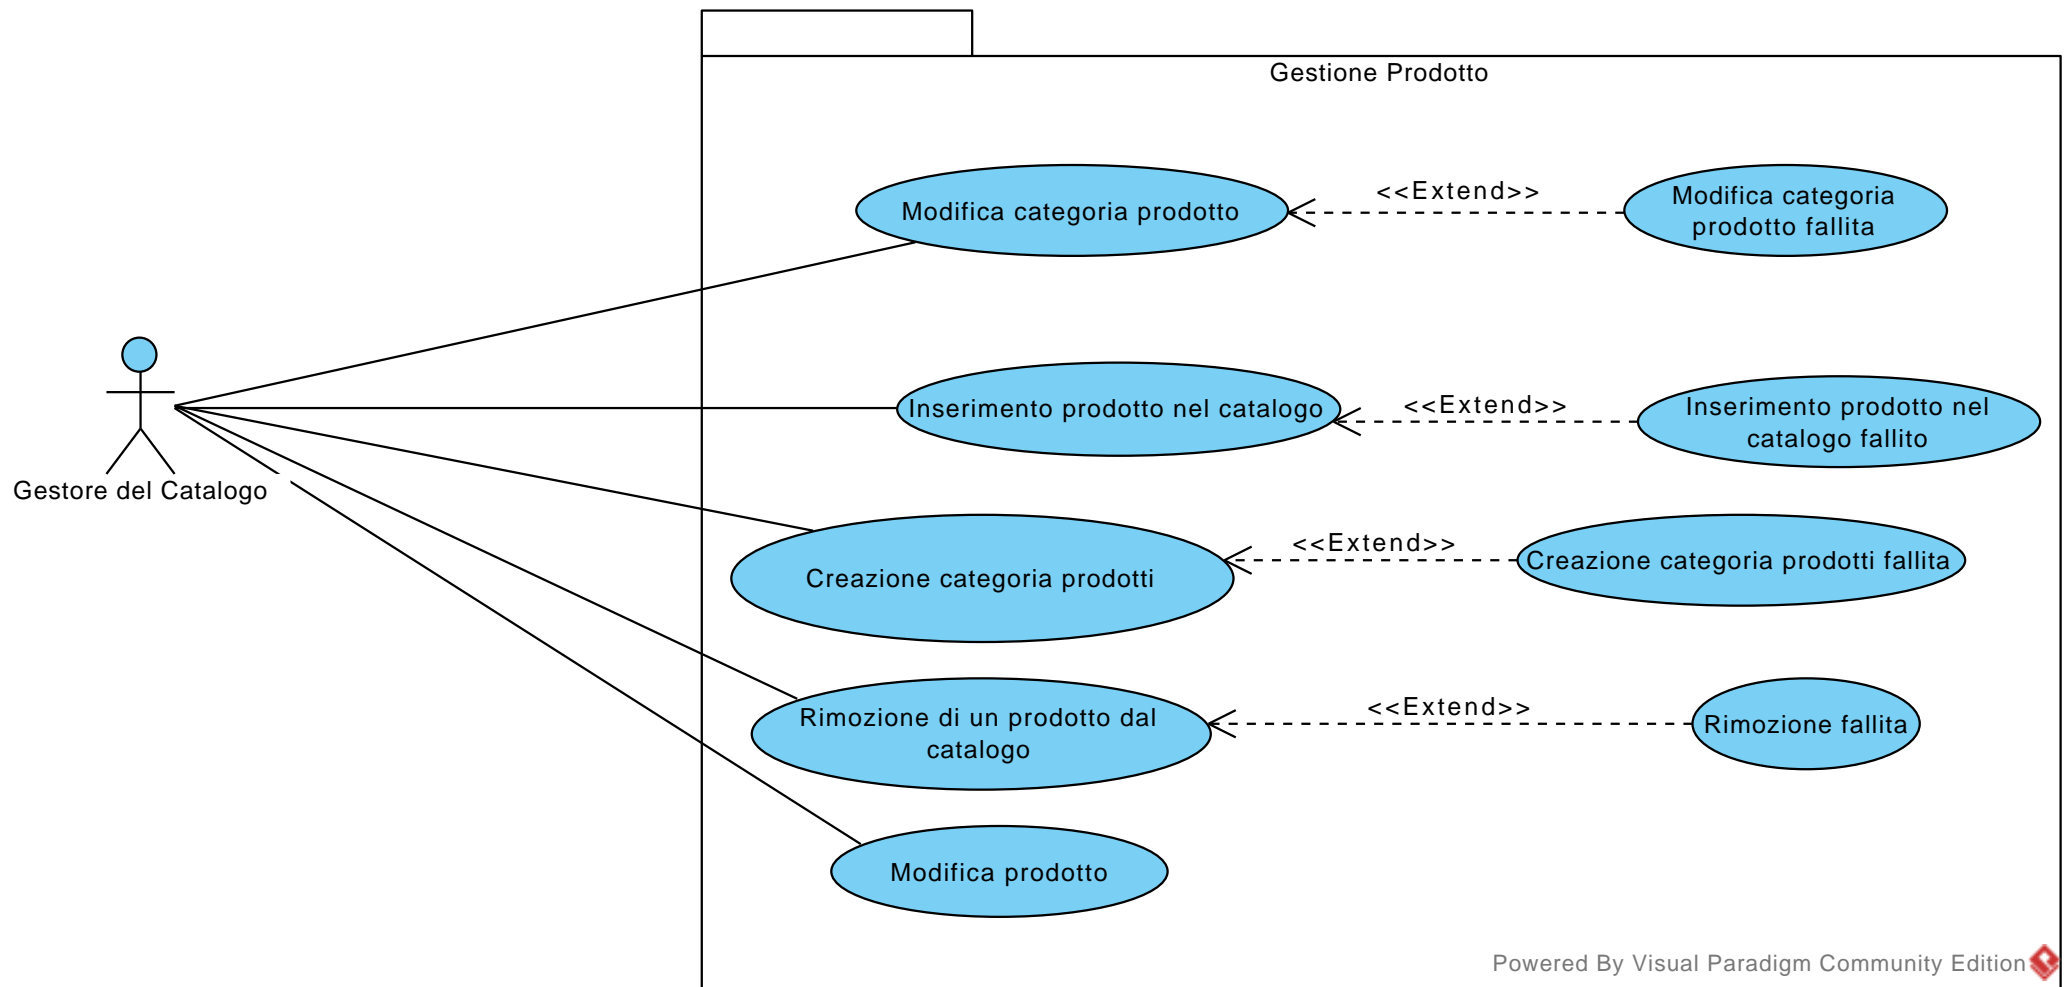 Gestione Prodotto
Modifica categoria prodotto
<<Extend>>
Modifica categoria
prodotto fallita
Gestore del Catalogo
Inserimento prodotto nel catalogo
<<Extend>>
Inserimento prodotto nel
catalogo fallito
Creazione categoria prodotti
<<Extend>>
Creazione categoria prodotti fallita
Rimozione di un prodotto dal
catalogo
<<Extend>>
Rimozione fallita
Modifica prodotto
Powered By Visual Paradigm Community Edition